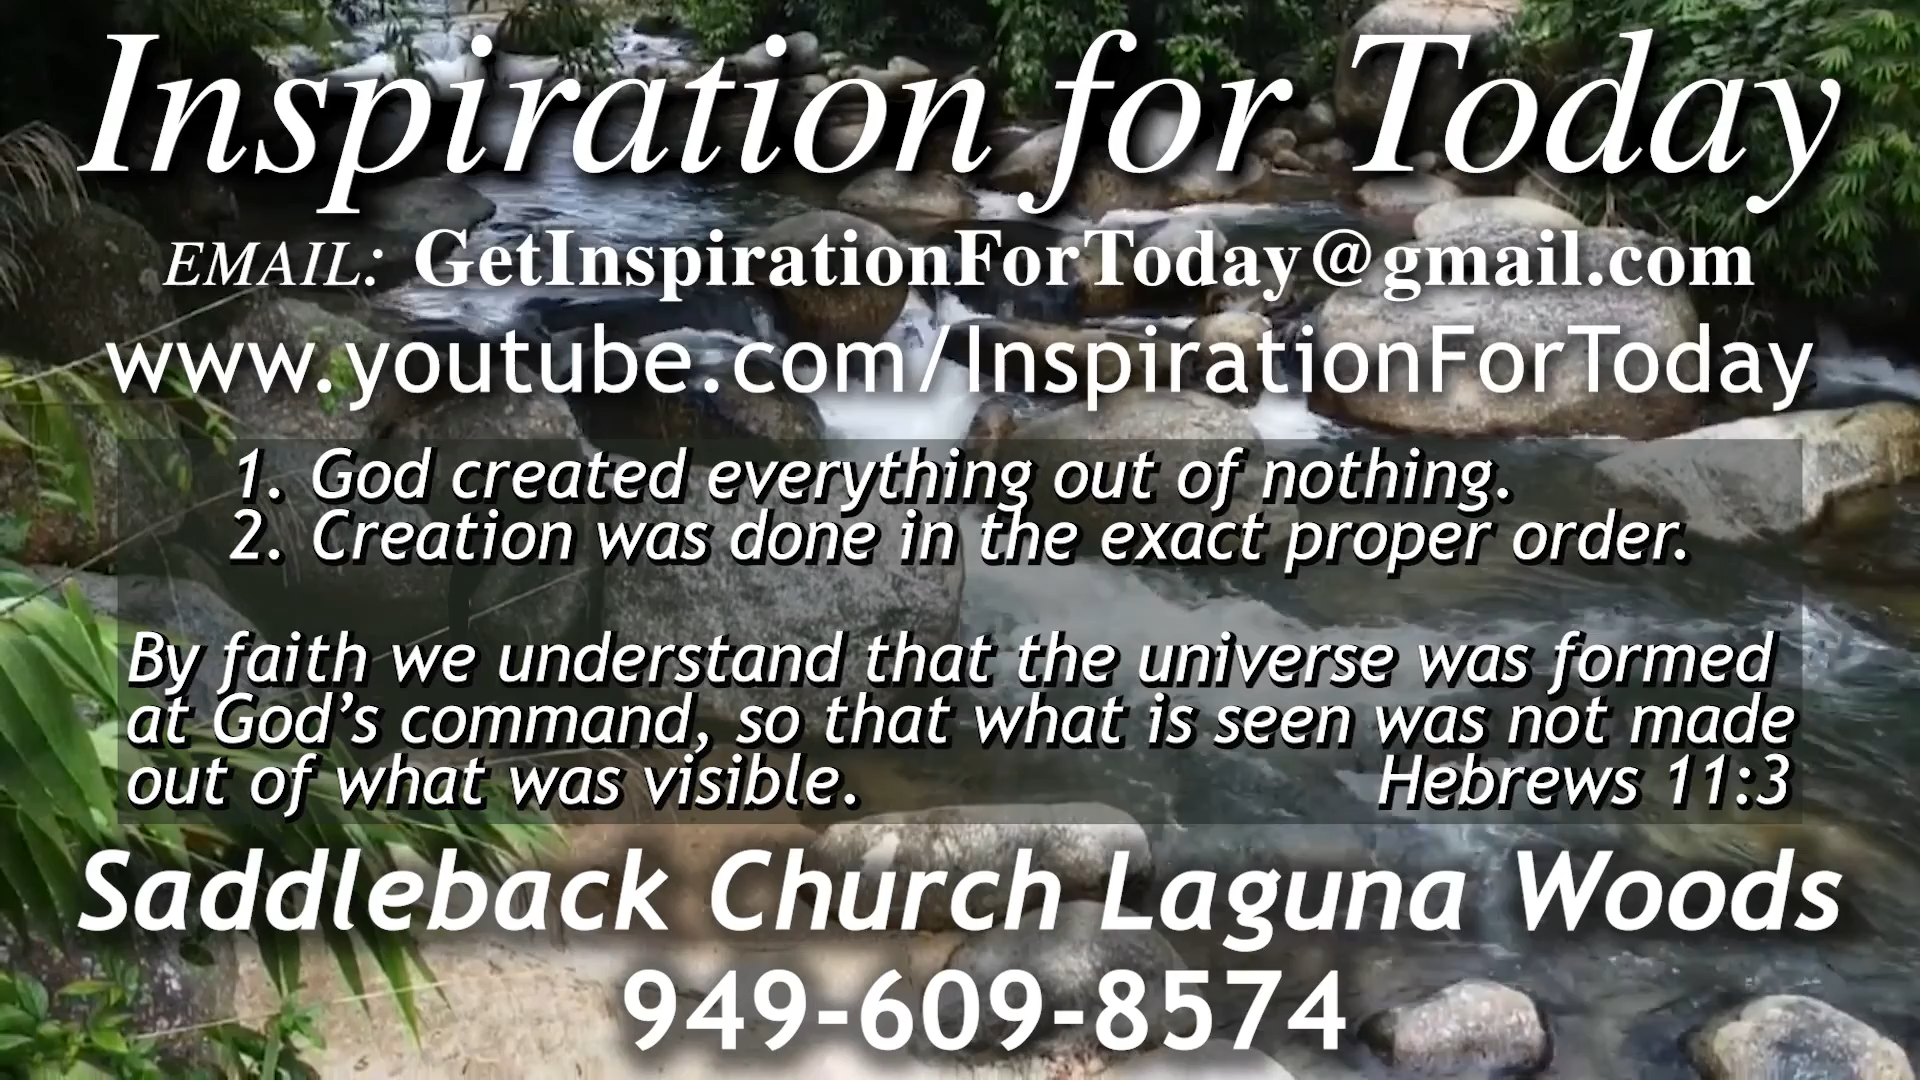 Inspiration for Today
EMAIL: GetInspirationForToday@gmail.com
www.youtube.com/InspirationForToday
1. God created everything out of nothing.
2. Creation was done in the exact proper order.
By faith we understand that the universe was formed
at God’s command, so that what is seen was not made
out of what was visible. Hebrews 11:3
Saddleback Church Laguna Woods
949-609-8574